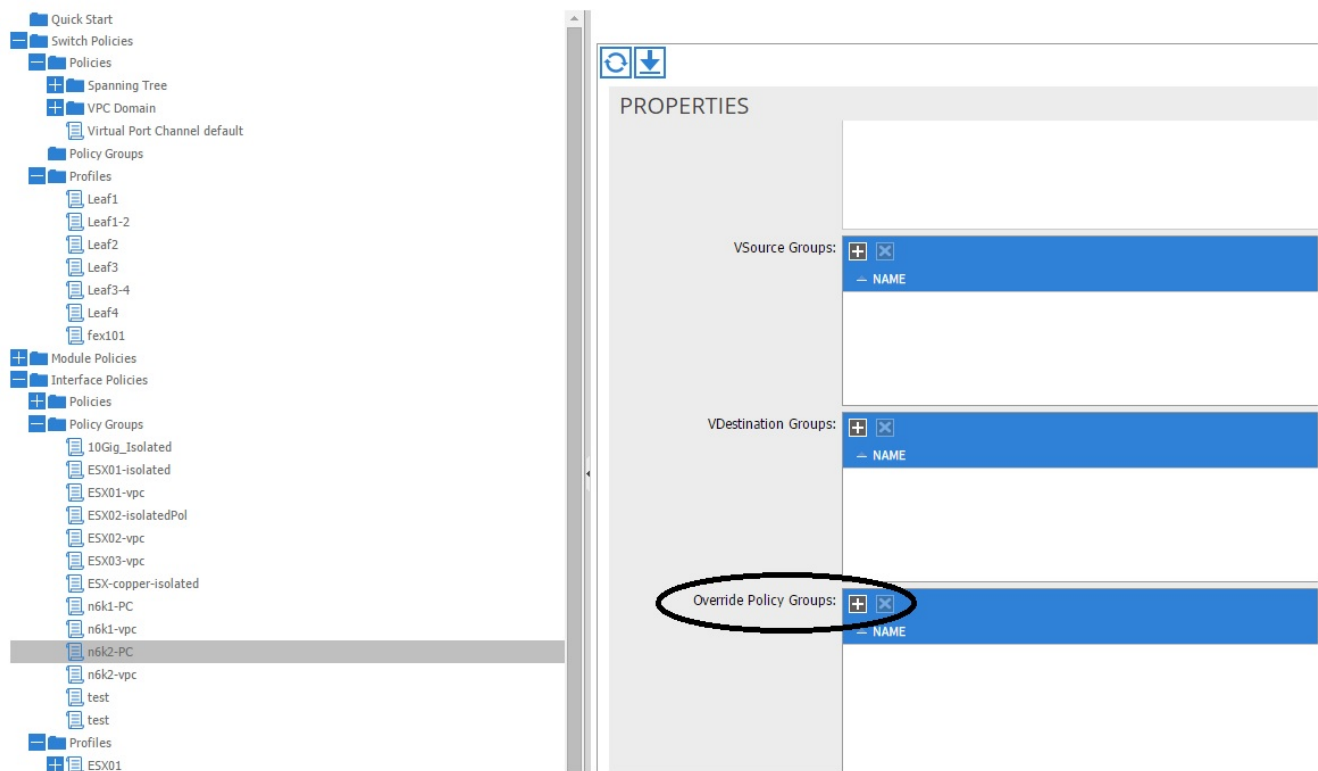 Quick Start
Switch Policies
Policies
Spanning Tree
VPC Domain
Virtual Port Channel default
Policy Groups
Profiles
Leaf1
Leaf1-2
Leaf2
Leaf3
Leaf3-4
Leaf4
fex101
Module Policies
Interface Policies
Policies
Policy Groups
10Gig_Isolated
ESX01-isolated
ESX01-vpc
ESX02-isolatedPol
ESX02-vpc
ESX03-vpc
ESX-copper-isolated
n6k1-PC
n6k1-vpc
n6k2-PC
n6k2-vpc
test
test
Profiles
ESX01
PROPERTIES
VSource Groups:
NAME
VDestination Groups:
NAME
Override Policy Groups:
NAME